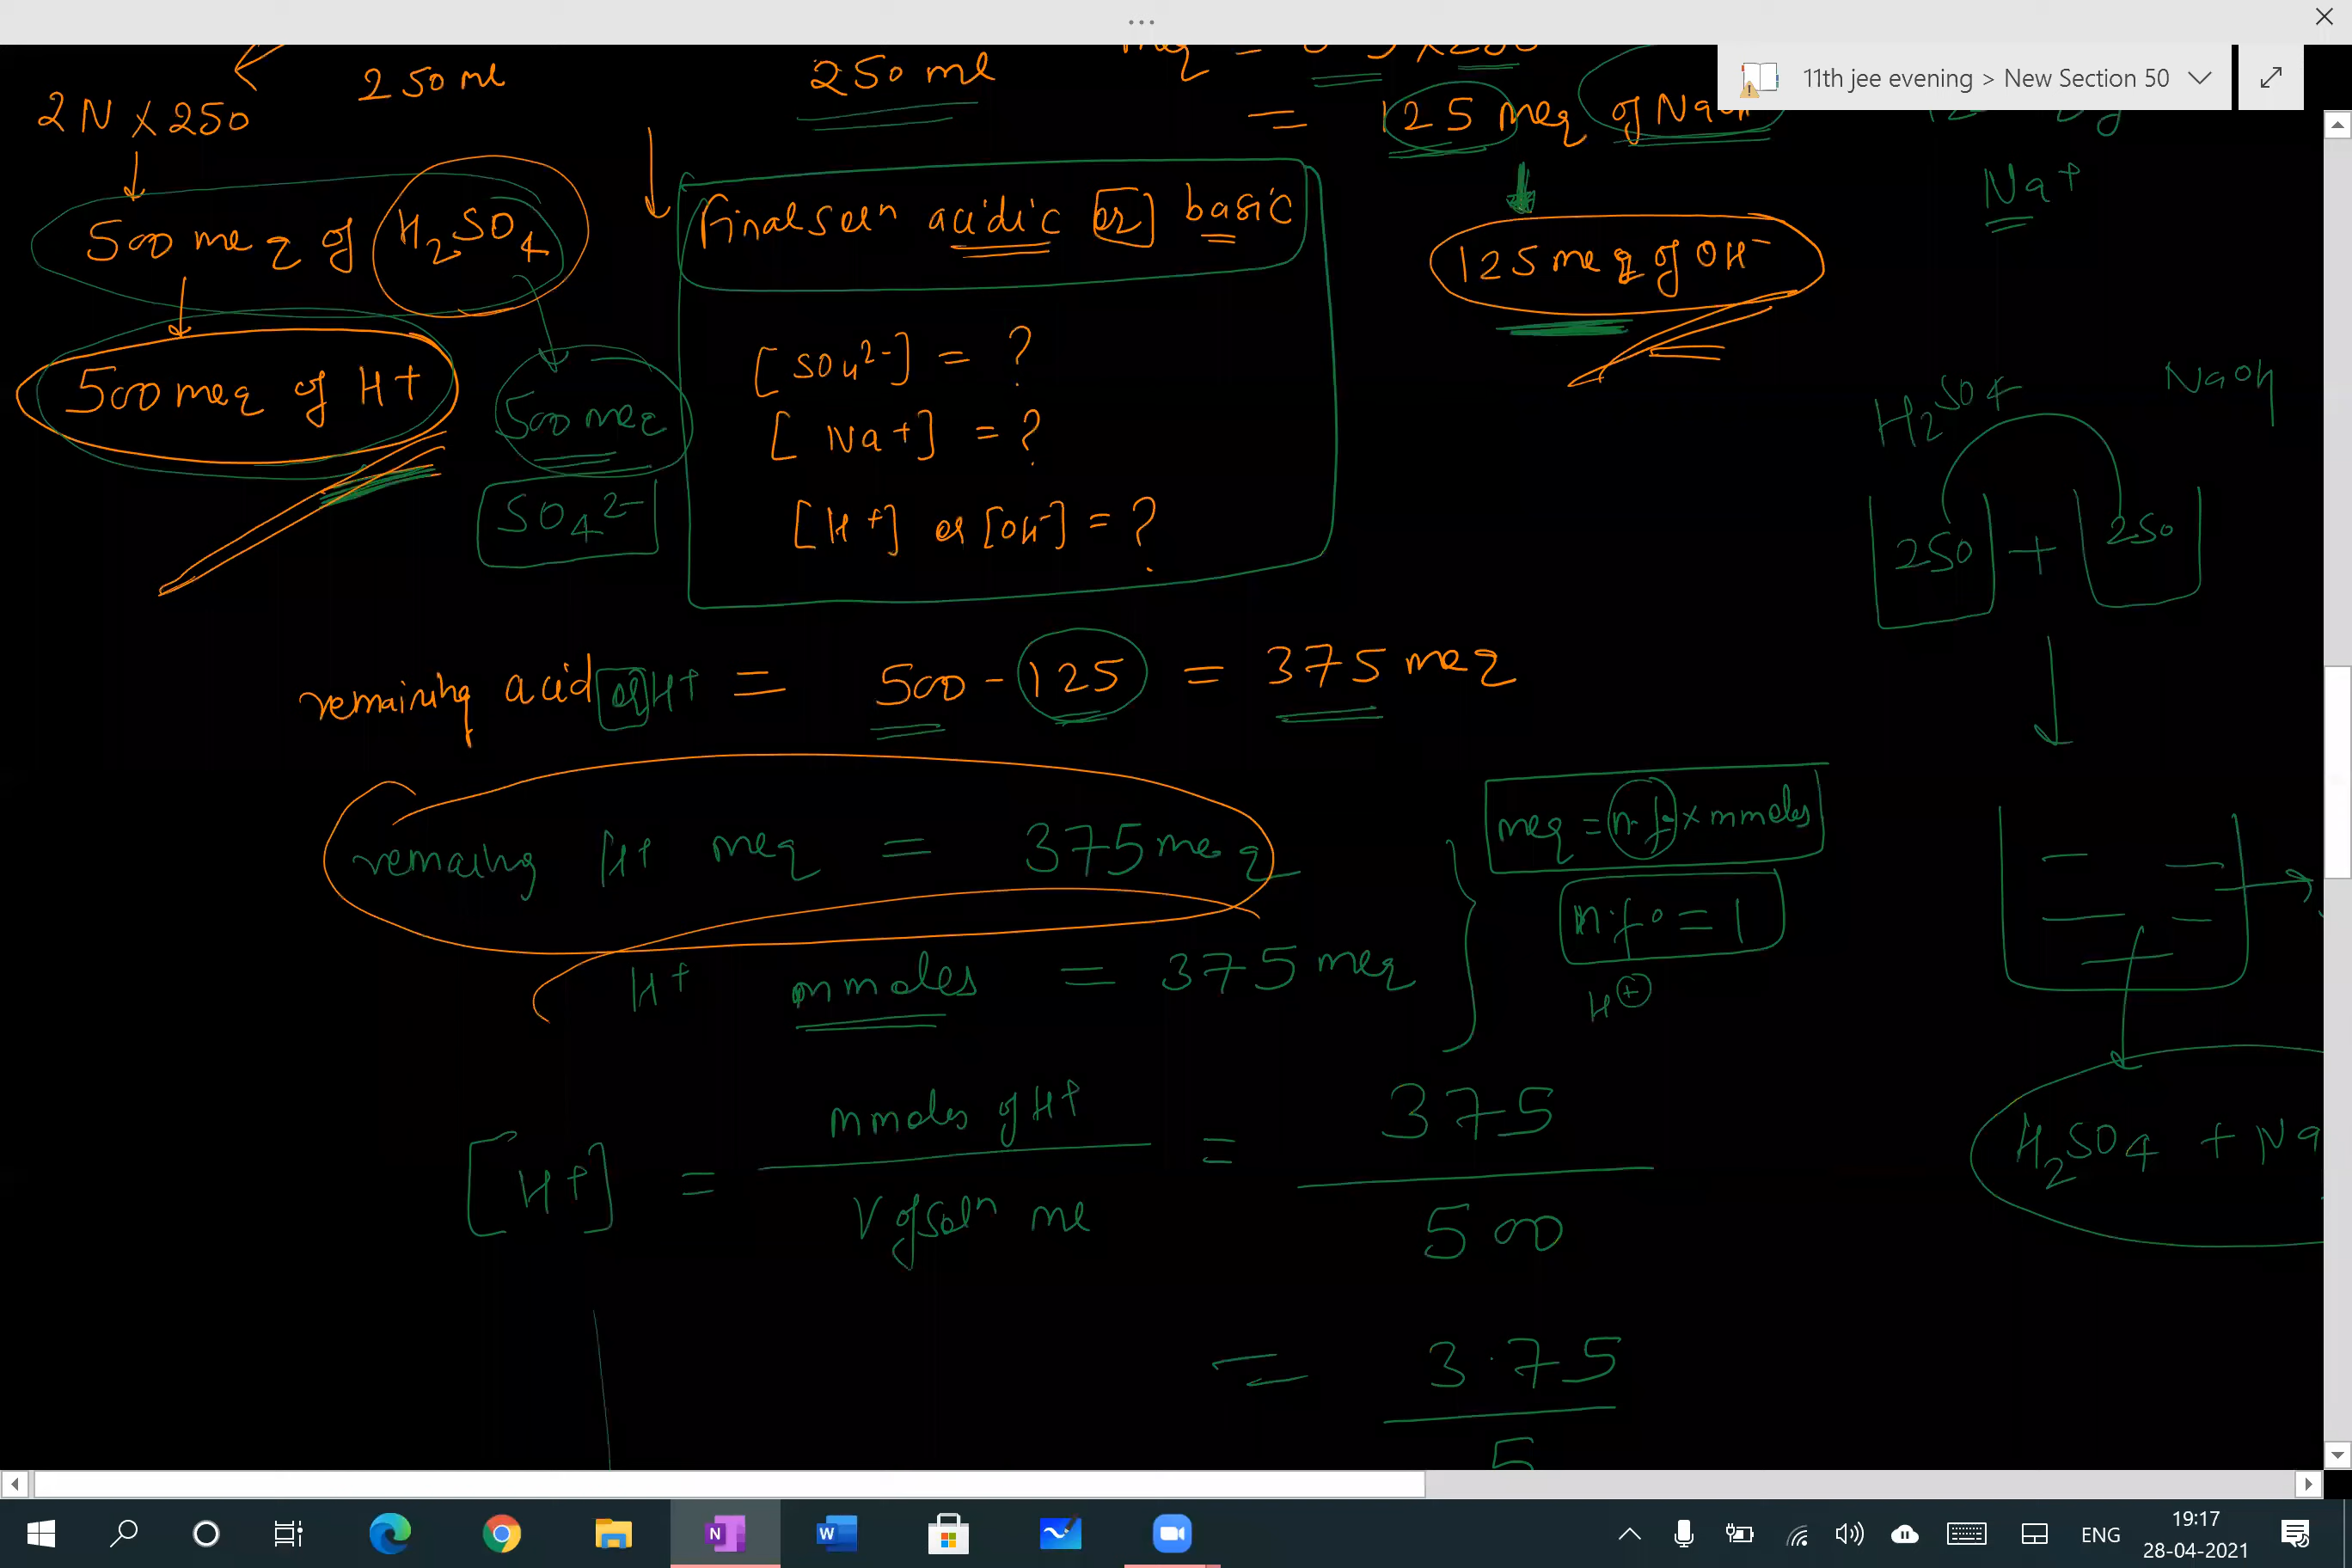 11th jee evening > New Section 50
2N × 250
250 ml
250 ml
= 125 meq of NaOH
Na+
500 meq of H2SO4
500 meq of H+
500 meq
SO4 2-
Final soln acidic or basic
[SO4 2-] = ?
[Na+] = ?
[H+] or [OH-] = ?
125 meq of OH-
H2SO4
NaOH
250 + 250
remaining acid or H+ = 500 - 125 = 375 meq
remaining H+ meq = 375 meq
H+ mmoles = 375 meq
meq = n.f × mmoles
n.f. = 1
H+
H2SO4 + Na
[H+] = mmoles of H+ / V of soln ml = 375 / 500
= 3.75 / 5
ENG
19:17
28-04-2021